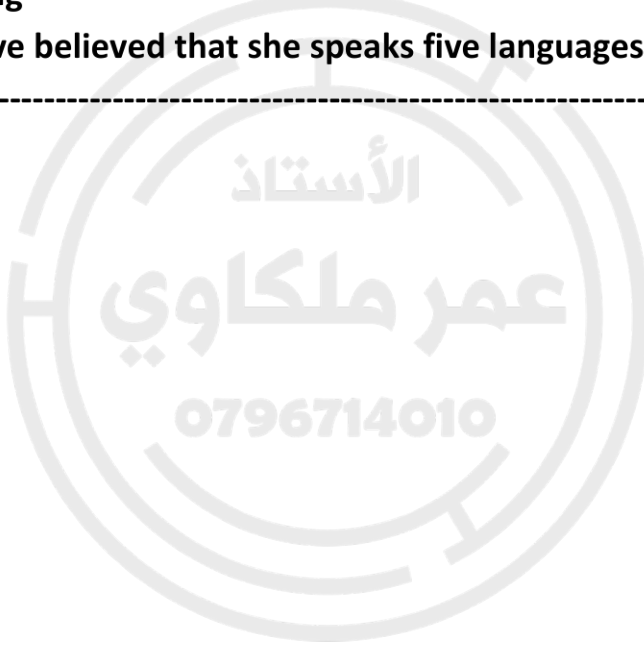 ve believed that she speaks five languages
الأستاذ
عمر ملكاوي
0796714010